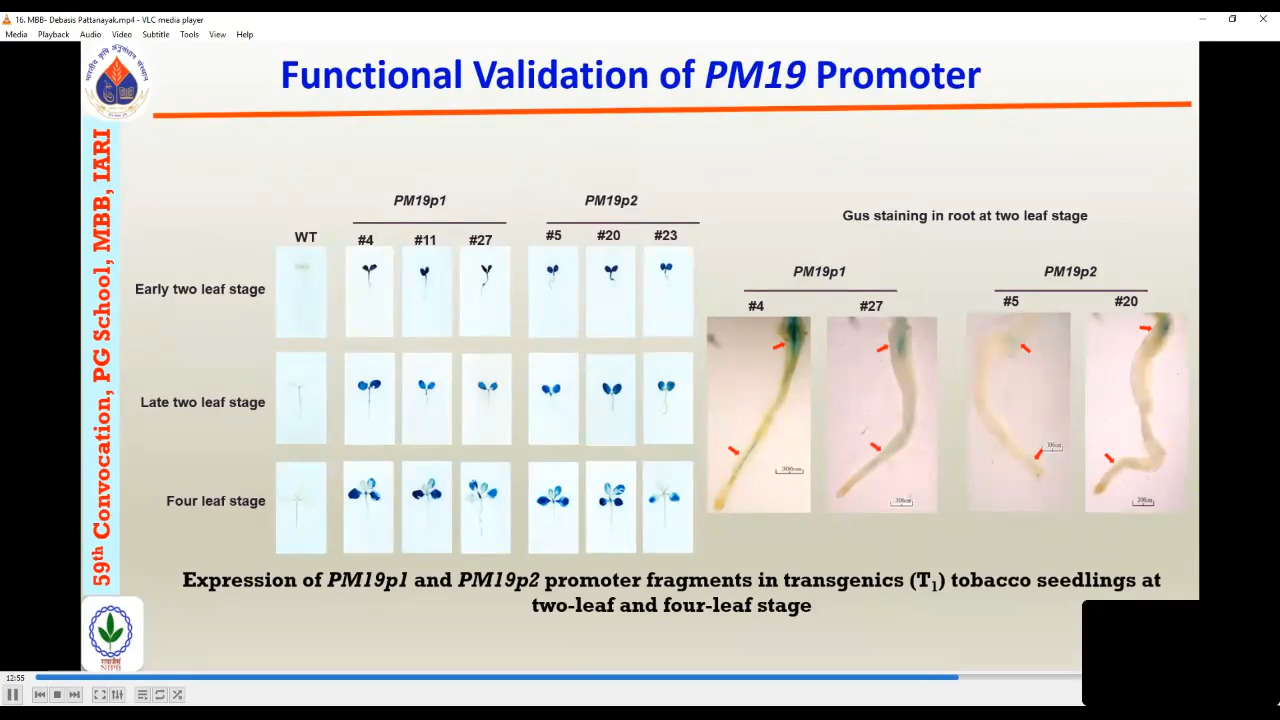 16. MBB- Debasis Pattanayak.mp4 - VLC media player
Media Playback Audio Video Subtitle Tools View Help
Functional Validation of PM19 Promoter
59th Convocation, PG School, MBB, IARI
PM19p1 PM19p2
WT #4 #11 #27 #5 #20 #23
Early two leaf stage
Late two leaf stage
Four leaf stage
Gus staining in root at two leaf stage
PM19p1 PM19p2
#4 #27 #5 #20
Expression of PM19p1 and PM19p2 promoter fragments in transgenics (T1) tobacco seedlings at
two-leaf and four-leaf stage
NIPB
12:55